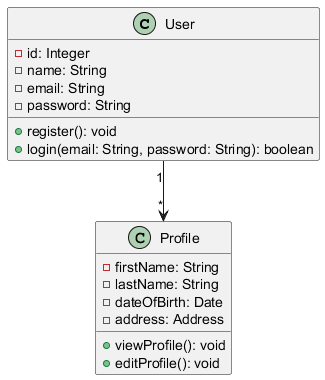 C User
id: Integer
name: String
email: String
password: String
register(): void
login(email: String, password: String): boolean
1
*
C Profile
firstName: String
lastName: String
dateOfBirth: Date
address: Address
viewProfile(): void
editProfile(): void